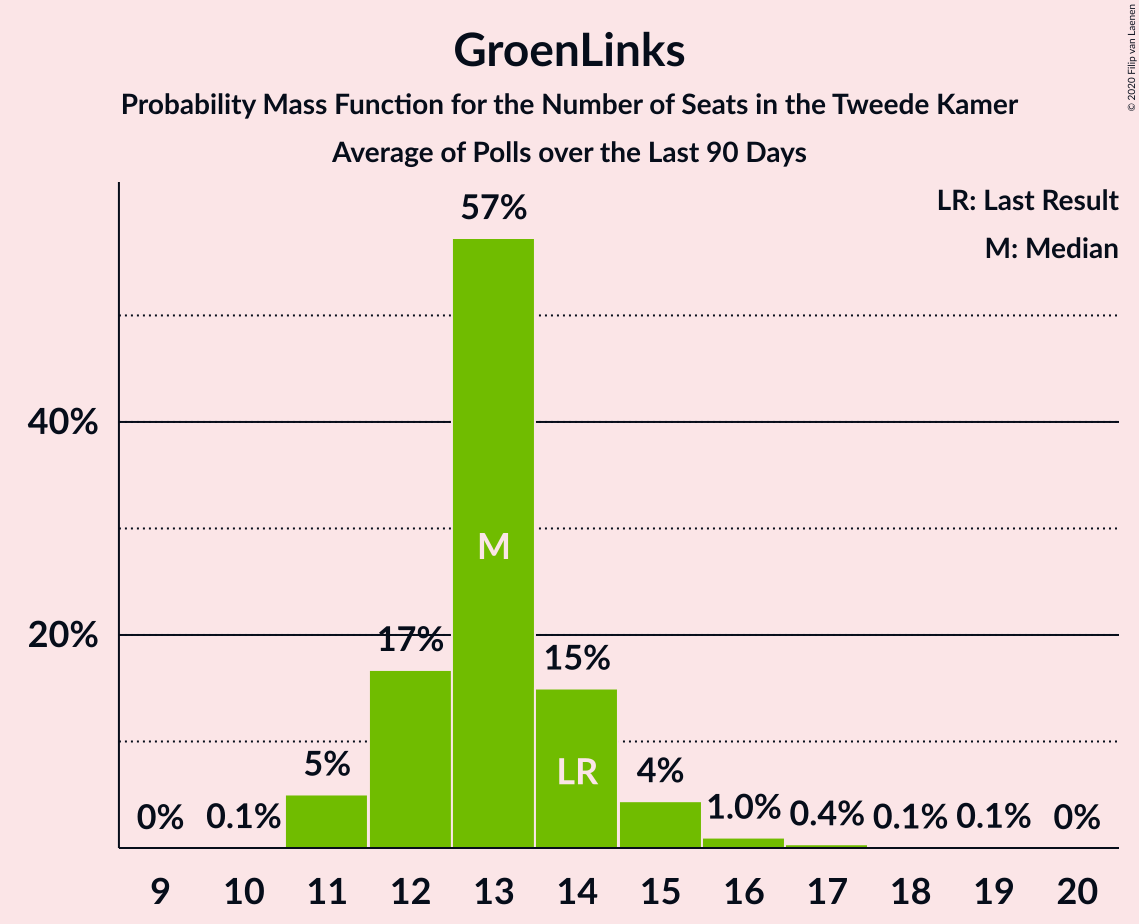 GroenLinks
Probability Mass Function for the Number of Seats in the Tweede Kamer
Average of Polls over the Last 90 Days
© 2020 Filip van Laenen
LR: Last Result
M: Median
57%
40%
M
20%
17%
15%
5%
LR
4%
0%
0.1%
1.0%
0.4%
0.1%
0.1%
0%
9 10 11 12 13 14 15 16 17 18 19 20